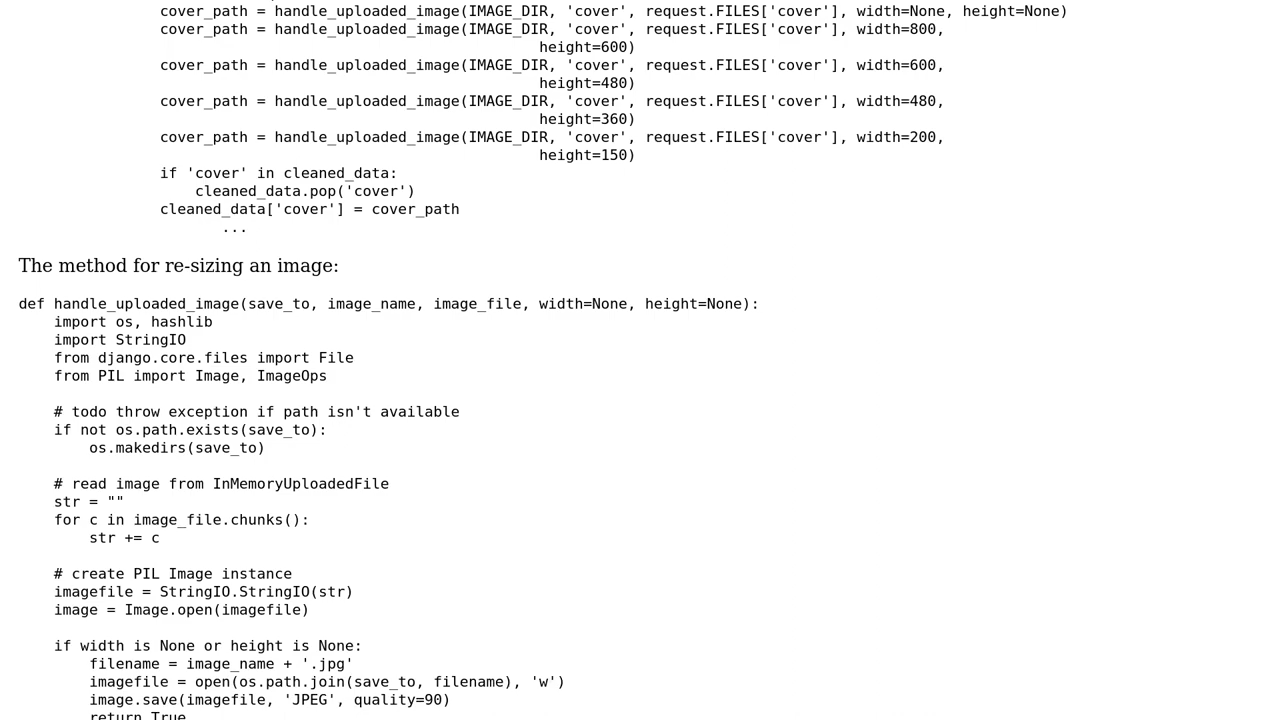 cover_path = handle_uploaded_image(IMAGE_DIR, 'cover', request.FILES['cover'], width=None, height=None)
cover_path = handle_uploaded_image(IMAGE_DIR, 'cover', request.FILES['cover'], width=800,
height=600)
cover_path = handle_uploaded_image(IMAGE_DIR, 'cover', request.FILES['cover'], width=600,
height=480)
cover_path = handle_uploaded_image(IMAGE_DIR, 'cover', request.FILES['cover'], width=480,
height=360)
cover_path = handle_uploaded_image(IMAGE_DIR, 'cover', request.FILES['cover'], width=200,
height=150)
if 'cover' in cleaned_data:
cleaned_data.pop('cover')
cleaned_data['cover'] = cover_path
...
The method for re-sizing an image:
def handle_uploaded_image(save_to, image_name, image_file, width=None, height=None):
import os, hashlib
import StringIO
from django.core.files import File
from PIL import Image, ImageOps
# todo throw exception if path isn't available
if not os.path.exists(save_to):
os.makedirs(save_to)
# read image from InMemoryUploadedFile
str = ""
for c in image_file.chunks():
str += c
# create PIL Image instance
imagefile = StringIO.StringIO(str)
image = Image.open(imagefile)
if width is None or height is None:
filename = image_name + '.jpg'
imagefile = open(os.path.join(save_to, filename), 'w')
image.save(imagefile, 'JPEG', quality=90)
return True